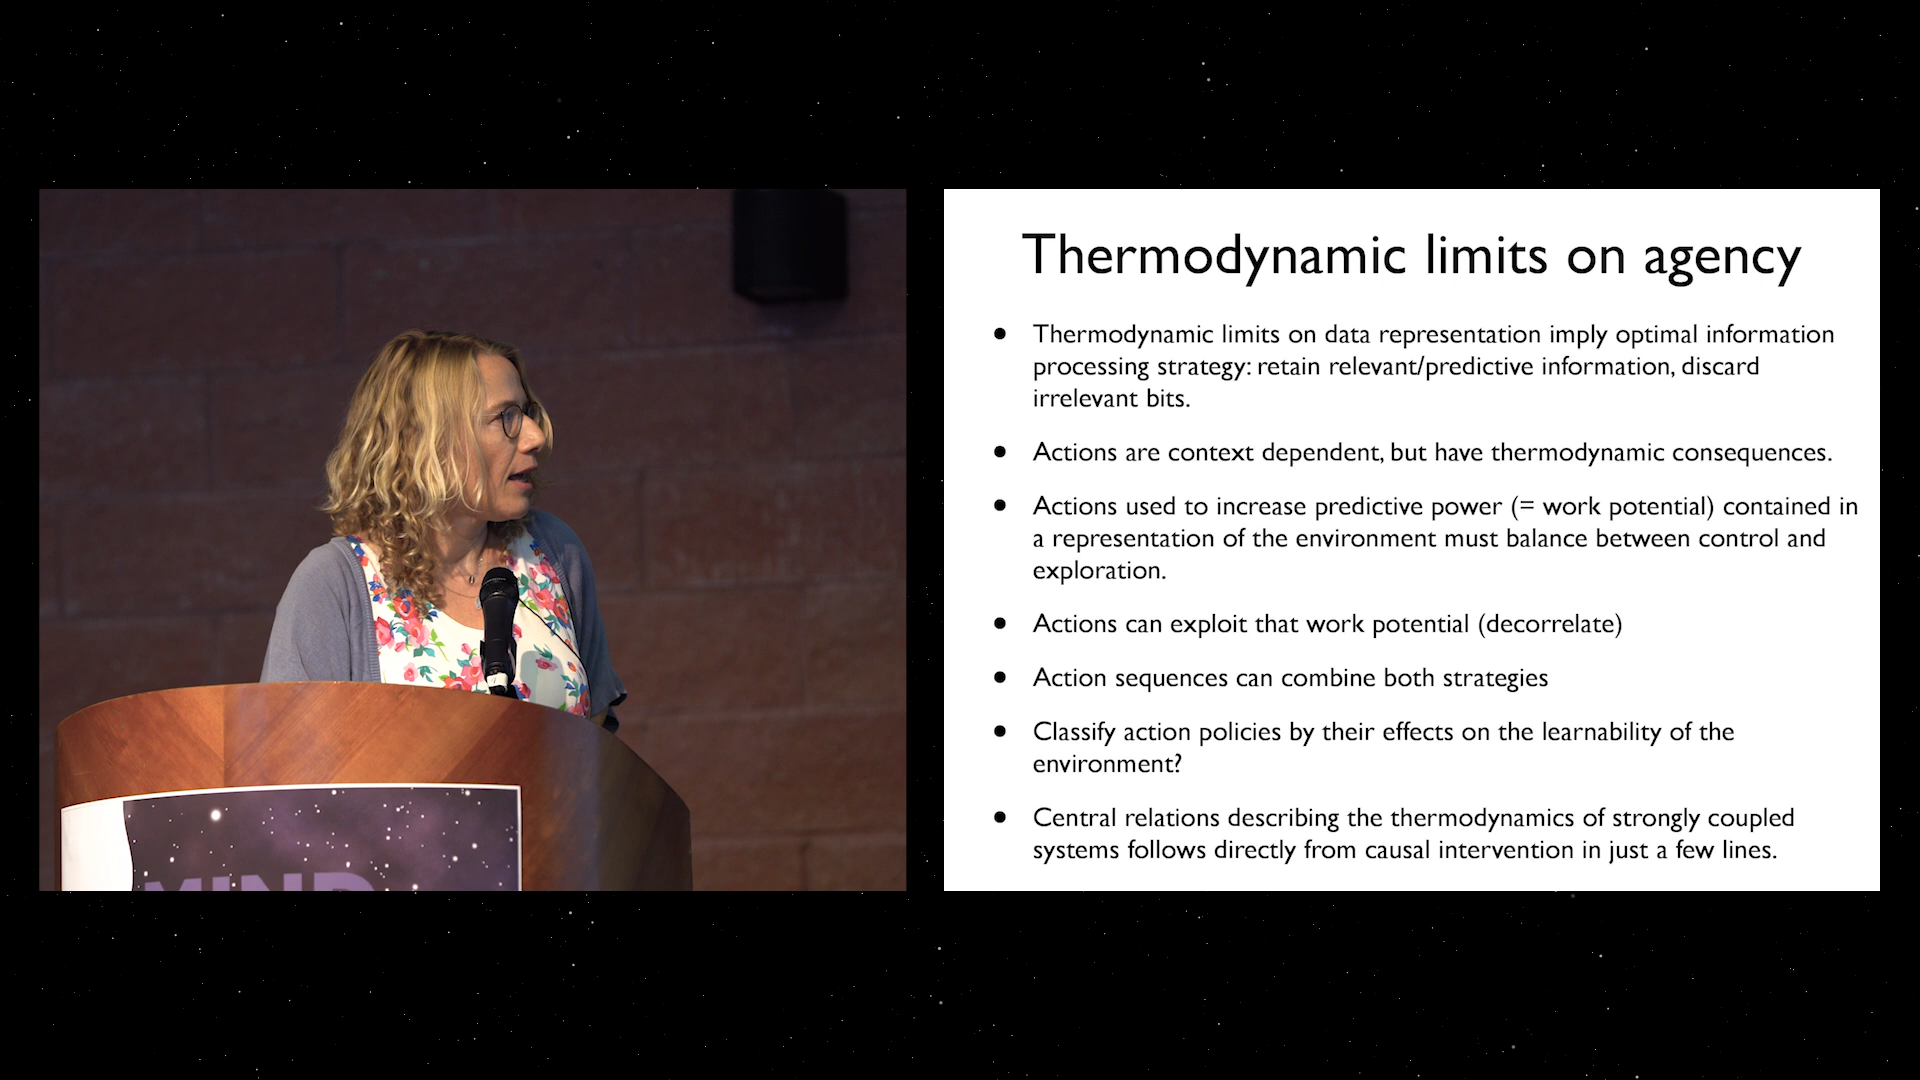 Thermodynamic limits on agency
• Thermodynamic limits on data representation imply optimal information
processing strategy: retain relevant/predictive information, discard
irrelevant bits.
• Actions are context dependent, but have thermodynamic consequences.
• Actions used to increase predictive power (= work potential) contained in
a representation of the environment must balance between control and
exploration.
• Actions can exploit that work potential (decorrelate)
• Action sequences can combine both strategies
• Classify action policies by their effects on the learnability of the
environment?
• Central relations describing the thermodynamics of strongly coupled
systems follows directly from causal intervention in just a few lines.
MIND